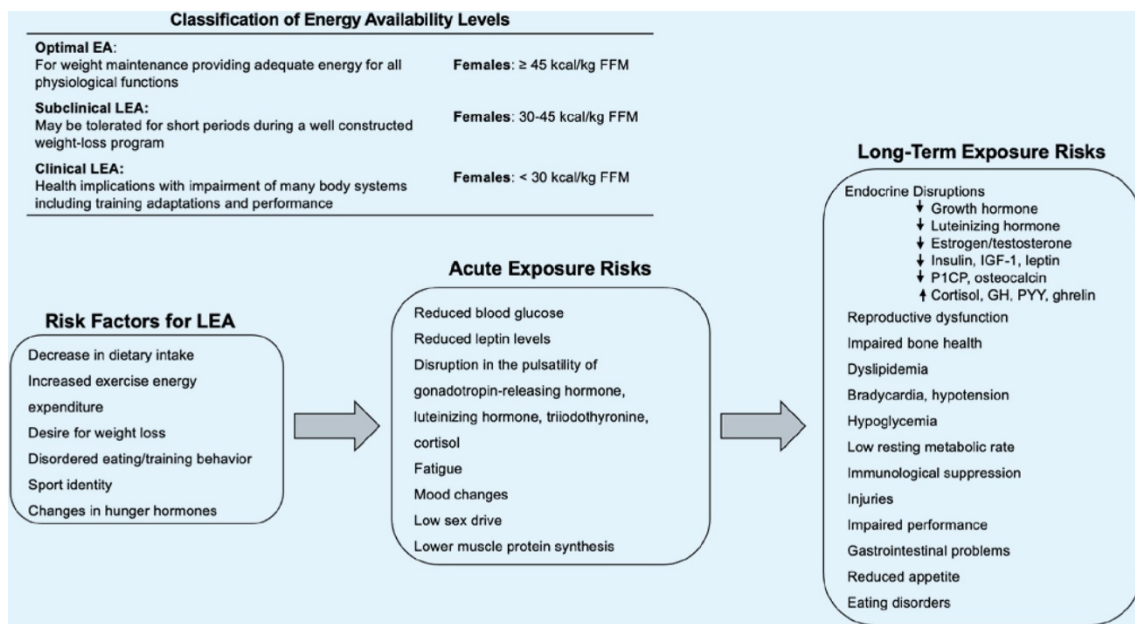 Classification of Energy Availability Levels
Optimal EA:
For weight maintenance providing adequate energy for all
physiological functions
Females: ≥ 45 kcal/kg FFM
Subclinical LEA:
May be tolerated for short periods during a well constructed
weight-loss program
Females: 30-45 kcal/kg FFM
Clinical LEA:
Health implications with impairment of many body systems
including training adaptations and performance
Females: < 30 kcal/kg FFM
Risk Factors for LEA
Decrease in dietary intake
Increased exercise energy
expenditure
Desire for weight loss
Disordered eating/training behavior
Sport identity
Changes in hunger hormones
Acute Exposure Risks
Reduced blood glucose
Reduced leptin levels
Disruption in the pulsatility of
gonadotropin-releasing hormone,
luteinizing hormone, triiodothyronine,
cortisol
Fatigue
Mood changes
Low sex drive
Lower muscle protein synthesis
Long-Term Exposure Risks
Endocrine Disruptions
↓ Growth hormone
↓ Luteinizing hormone
↓ Estrogen/testosterone
↓ Insulin, IGF-1, leptin
↓ P1CP, osteocalcin
↑ Cortisol, GH, PYY, ghrelin
Reproductive dysfunction
Impaired bone health
Dyslipidemia
Bradycardia, hypotension
Hypoglycemia
Low resting metabolic rate
Immunological suppression
Injuries
Impaired performance
Gastrointestinal problems
Reduced appetite
Eating disorders